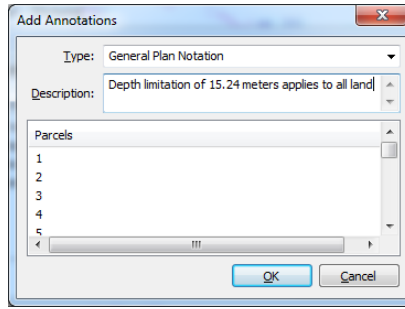 Add Annotations
Type: General Plan Notation
Description: Depth limitation of 15.24 meters applies to all land
Parcels
1
2
3
4
5
OK Cancel